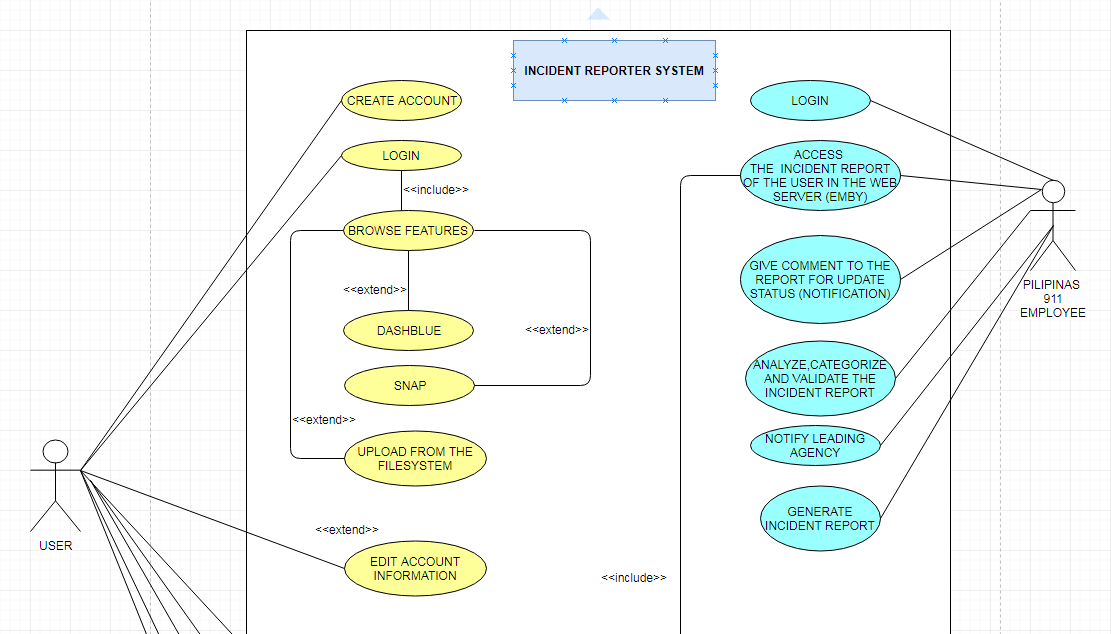 INCIDENT REPORTER SYSTEM
CREATE ACCOUNT
LOGIN
<<include>>
BROWSE FEATURES
<<extend>>
DASHBLUE
<<extend>>
SNAP
<<extend>>
UPLOAD FROM THE
FILESYSTEM
<<extend>>
EDIT ACCOUNT
INFORMATION
USER
LOGIN
ACCESS
THE INCIDENT REPORT
OF THE USER IN THE WEB
SERVER (EMBY)
GIVE COMMENT TO THE
REPORT FOR UPDATE
STATUS (NOTIFICATION)
ANALYZE,CATEGORIZE
AND VALIDATE THE
INCIDENT REPORT
NOTIFY LEADING
AGENCY
GENERATE
INCIDENT REPORT
<<include>>
PILIPINAS
911
EMPLOYEE